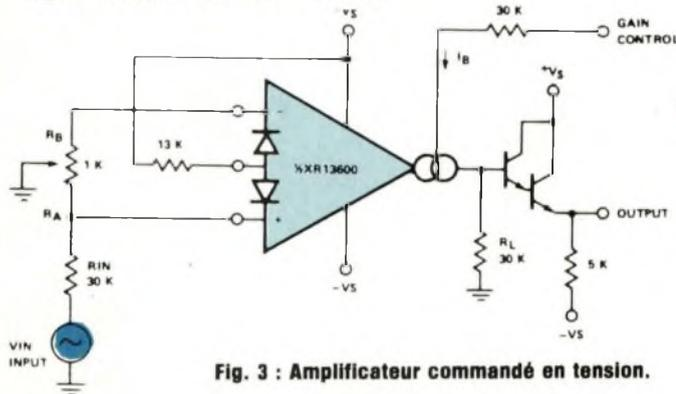 -VS
30 K
GAIN
CONTROL
IB
+VS
RB
1 K
13 K
-
½XR13600
+
RA
OUTPUT
RL
30 K
5 K
-VS
-VS
RIN
30 K
VIN
INPUT
Fig. 3 : Amplificateur commandé en tension.